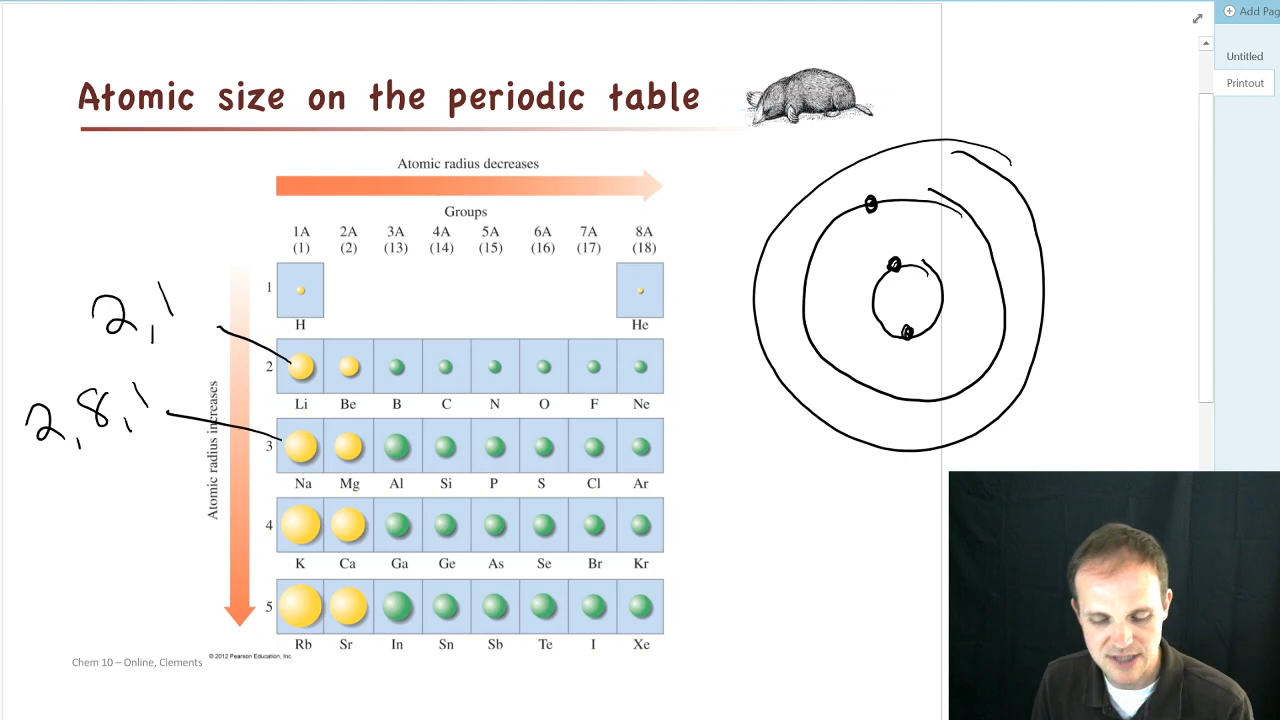 Add Pag
Untitled
Printout
Atomic size on the periodic table
Atomic radius decreases
Groups
1A 2A 3A 4A 5A 6A 7A 8A
(1) (2) (13) (14) (15) (16) (17) (18)
1
H He
2,1
2
Li Be B C N O F Ne
2,8,1
3
Na Mg Al Si P S Cl Ar
Atomic radius increases
4
K Ca Ga Ge As Se Br Kr
5
Rb Sr In Sn Sb Te I Xe
© 2012 Pearson Education, Inc.
Chem 10 – Online, Clements